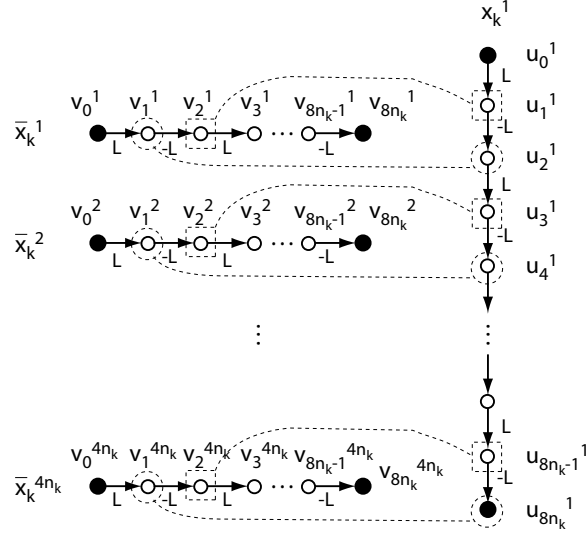 x_k^1
u_0^1
L
v_0^1 v_1^1 v_2^1 v_3^1 v_{8n_k-1}^1 v_{8n_k}^1 u_1^1
x̅_k^1 ... -L
L -L L -L u_2^1
L
v_0^2 v_1^2 v_2^2 v_3^2 v_{8n_k-1}^2 v_{8n_k}^2 u_3^1
x̅_k^2 ... -L
L -L L -L u_4^1
⋮ ⋮
L
v_0^{4n_k} v_1^{4n_k} v_2^{4n_k} v_3^{4n_k} v_{8n_k-1}^{4n_k} v_{8n_k}^{4n_k} u_{8n_k-1}^1
x̅_k^{4n_k} ... -L
L -L L -L u_{8n_k}^1